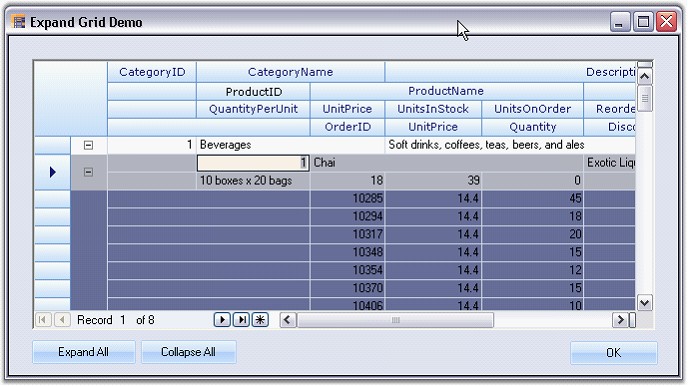 Expand Grid Demo
CategoryID CategoryName Descripti
ProductID ProductName
QuantityPerUnit UnitPrice UnitsInStock UnitsOnOrder Reorde
OrderID UnitPrice Quantity Disco
1 Beverages Soft drinks, coffees, teas, beers, and ales
1 Chai Exotic Liq
10 boxes x 20 bags 18 39 0
10285 14.4 45
10294 14.4 18
10317 14.4 20
10348 14.4 15
10354 14.4 12
10370 14.4 15
10406 14.4 10
Record 1 of 8
Expand All Collapse All OK